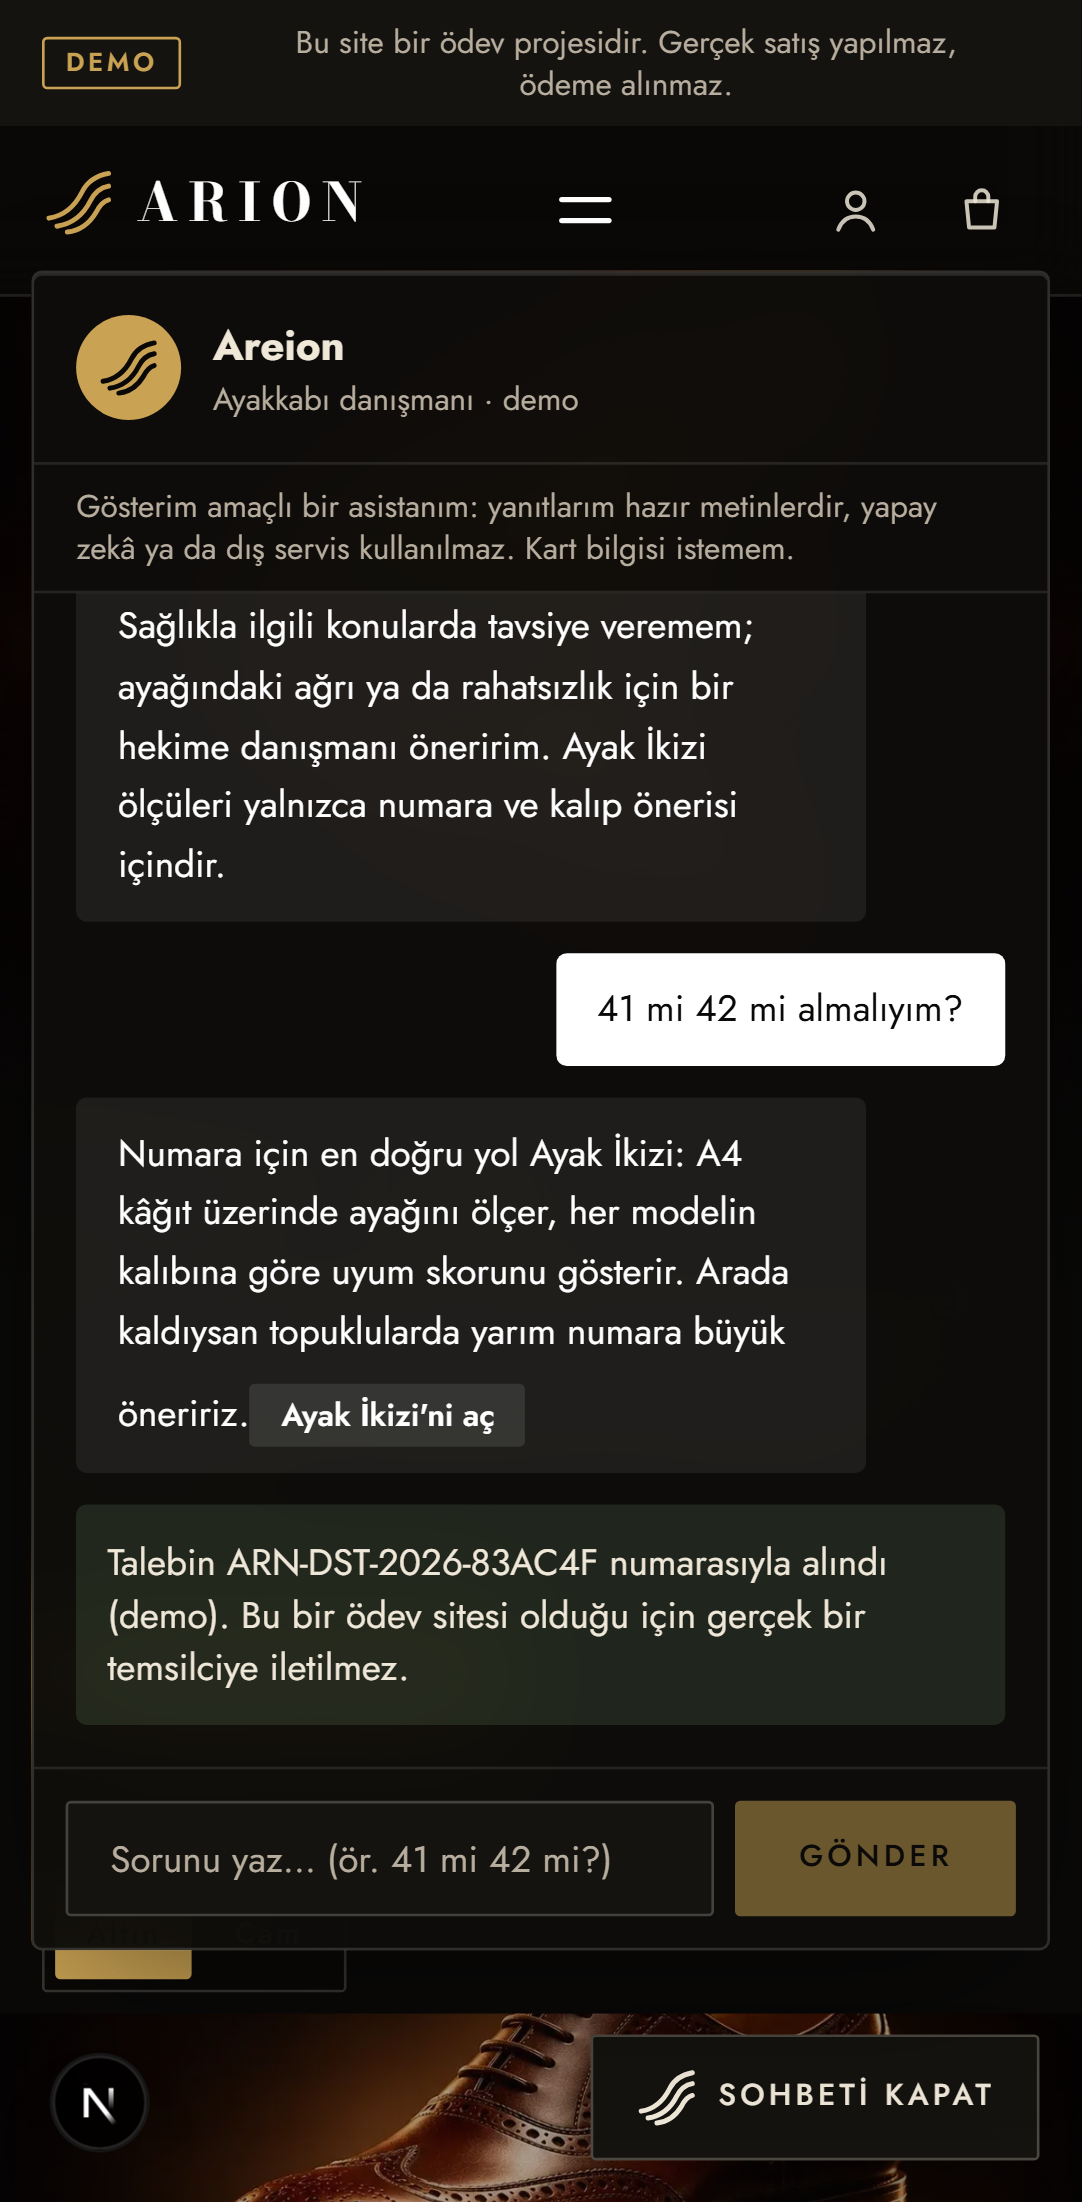 DEMO
Bu site bir ödev projesidir. Gerçek satış yapılmaz,
ödeme alınmaz.
ARION
Areion
Ayakkabı danışmanı · demo
Gösterim amaçlı bir asistanım: yanıtlarım hazır metinlerdir, yapay
zekâ ya da dış servis kullanılmaz. Kart bilgisi istemem.
Sağlıkla ilgili konularda tavsiye veremem;
ayağındaki ağrı ya da rahatsızlık için bir
hekime danışmanı öneririm. Ayak İkizi
ölçüleri yalnızca numara ve kalıp önerisi
içindir.
41 mi 42 mi almalıyım?
Numara için en doğru yol Ayak İkizi: A4
kâğıt üzerinde ayağını ölçer, her modelin
kalıbına göre uyum skorunu gösterir. Arada
kaldıysan topuklularda yarım numara büyük
öneririz. Ayak İkizi'ni aç
Talebin ARN-DST-2026-83AC4F numarasıyla alındı
(demo). Bu bir ödev sitesi olduğu için gerçek bir
temsilciye iletilmez.
Sorunu yaz... (ör. 41 mi 42 mi?)
GÖNDER
Cam
N
SOHBETİ KAPAT